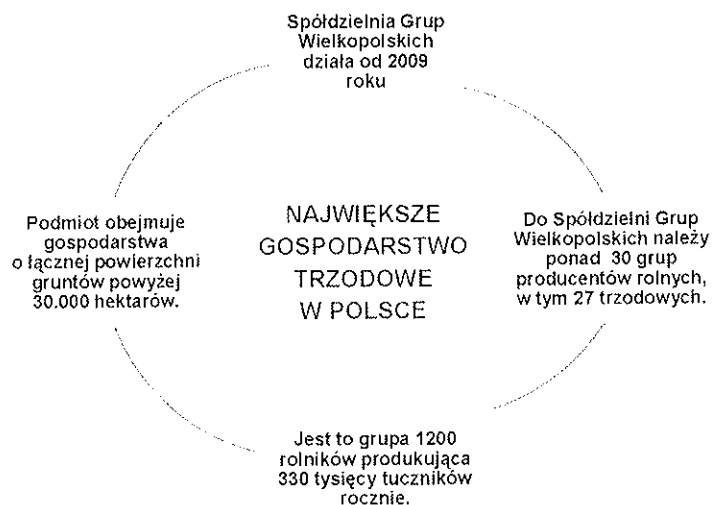 Spółdzielnia Grup
Wielkopolskich
działa od 2009
roku
Podmiot obejmuje
gospodarstwa
o łącznej powierzchni
gruntów powyżej
30.000 hektarów.
NAJWIĘKSZE
GOSPODARSTWO
TRZODOWE
W POLSCE
Do Spółdzielni Grup
Wielkopolskich należy
ponad 30 grup
producentów rolnych,
w tym 27 trzodowych.
Jest to grupa 1200
rolników produkująca
330 tysięcy tuczników
rocznie.